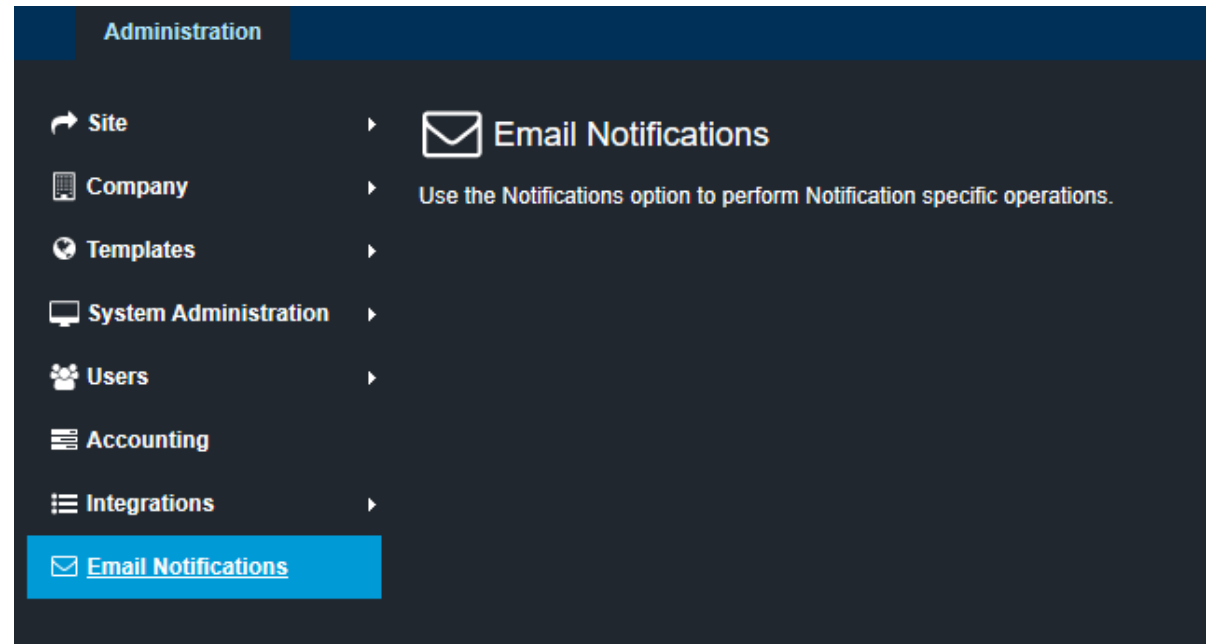 Administration
Site
Company
Templates
System Administration
Users
Accounting
Integrations
Email Notifications
Email Notifications
Use the Notifications option to perform Notification specific operations.